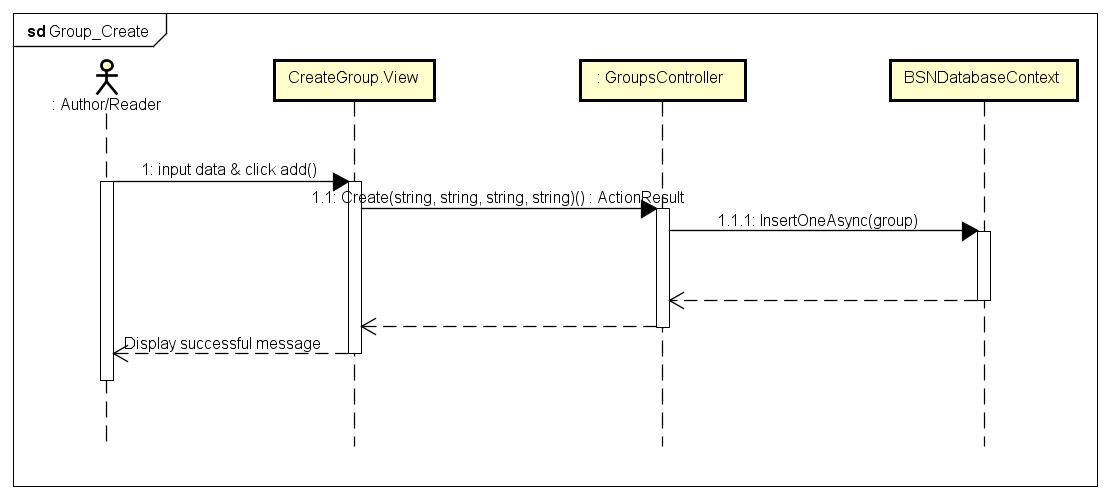 sd Group_Create
: Author/Reader
CreateGroup.View
: GroupsController
BSNDatabaseContext
1: input data & click add()
1.1: Create(string, string, string, string)() : ActionResult
1.1.1: InsertOneAsync(group)
Display successful message